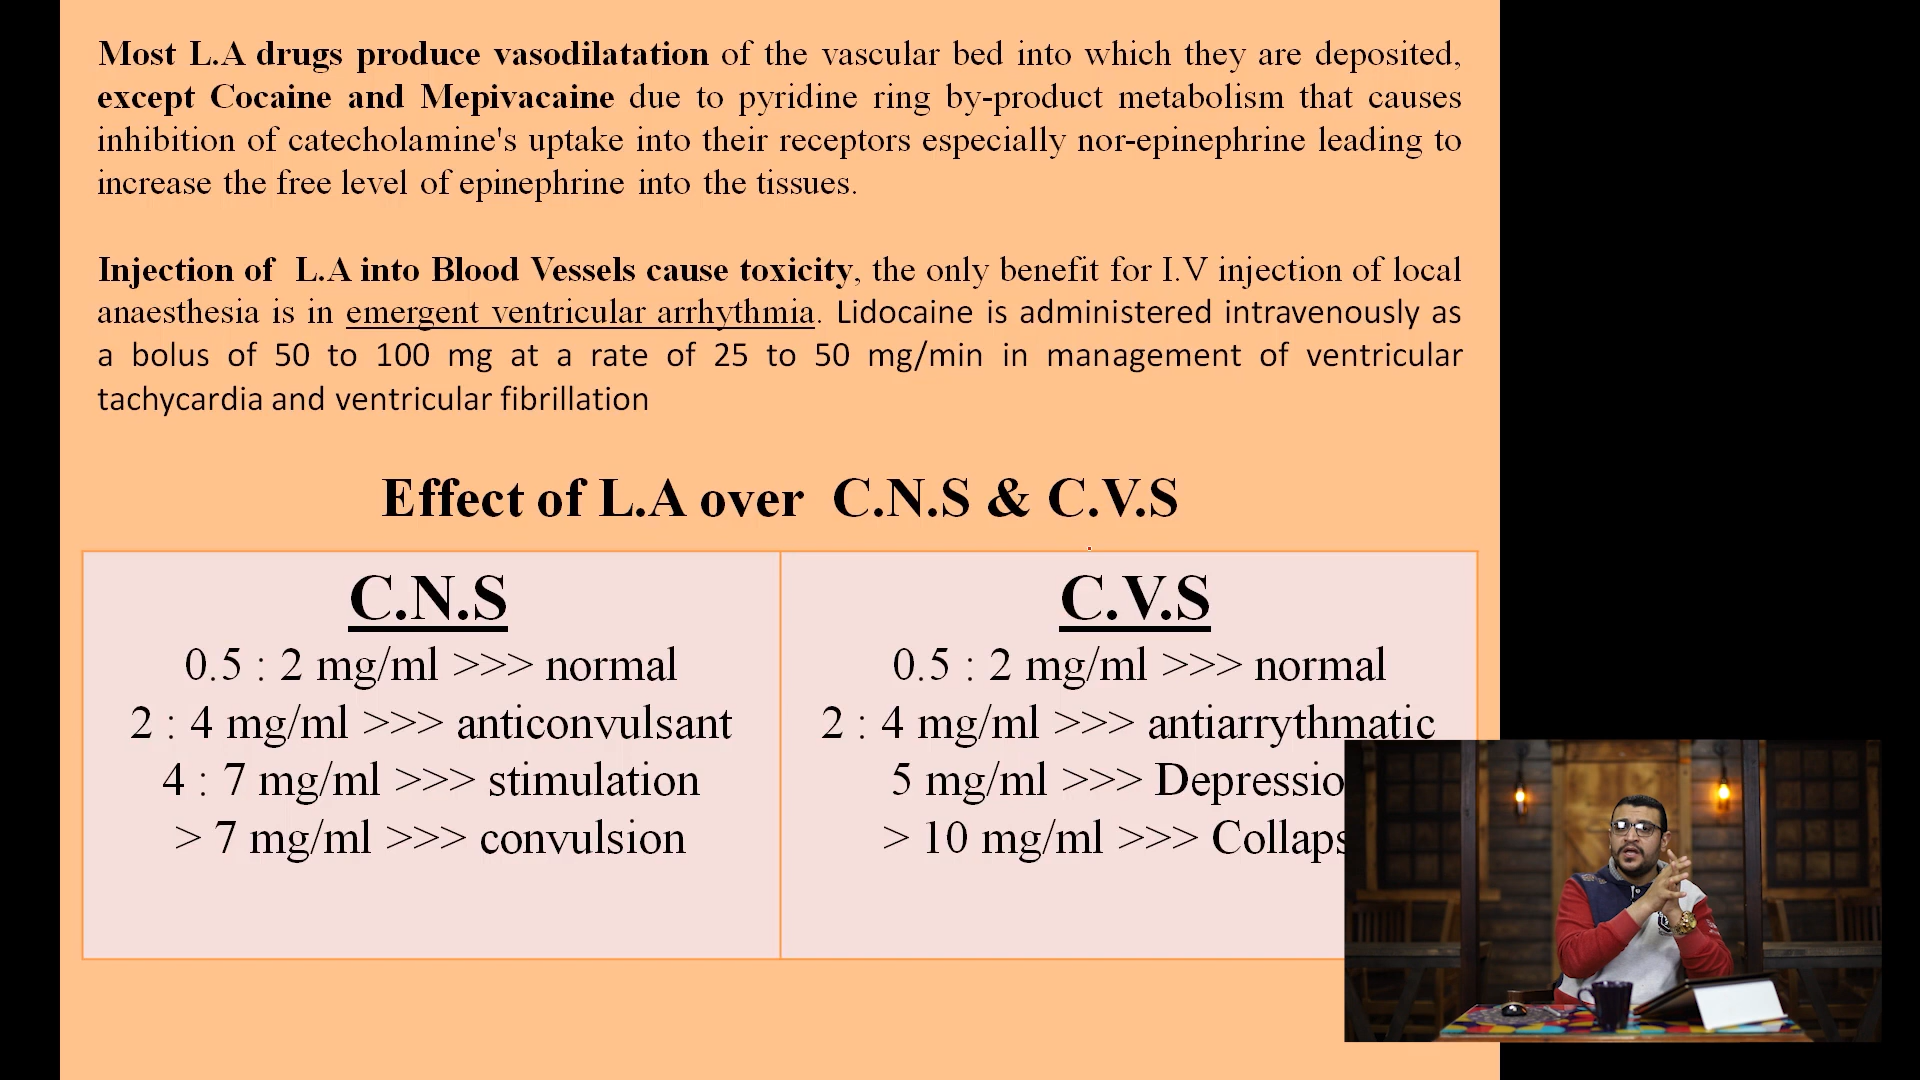 Most L.A drugs produce vasodilatation of the vascular bed into which they are deposited,
except Cocaine and Mepivacaine due to pyridine ring by-product metabolism that causes
inhibition of catecholamine's uptake into their receptors especially nor-epinephrine leading to
increase the free level of epinephrine into the tissues.
Injection of L.A into Blood Vessels cause toxicity, the only benefit for I.V injection of local
anaesthesia is in emergent ventricular arrhythmia. Lidocaine is administered intravenously as
a bolus of 50 to 100 mg at a rate of 25 to 50 mg/min in management of ventricular
tachycardia and ventricular fibrillation
Effect of L.A over C.N.S & C.V.S
C.N.S
0.5 : 2 mg/ml >>> normal
2 : 4 mg/ml >>> anticonvulsant
4 : 7 mg/ml >>> stimulation
> 7 mg/ml >>> convulsion
C.V.S
0.5 : 2 mg/ml >>> normal
2 : 4 mg/ml >>> antiarrythmatic
5 mg/ml >>> Depressio
> 10 mg/ml >>> Collaps